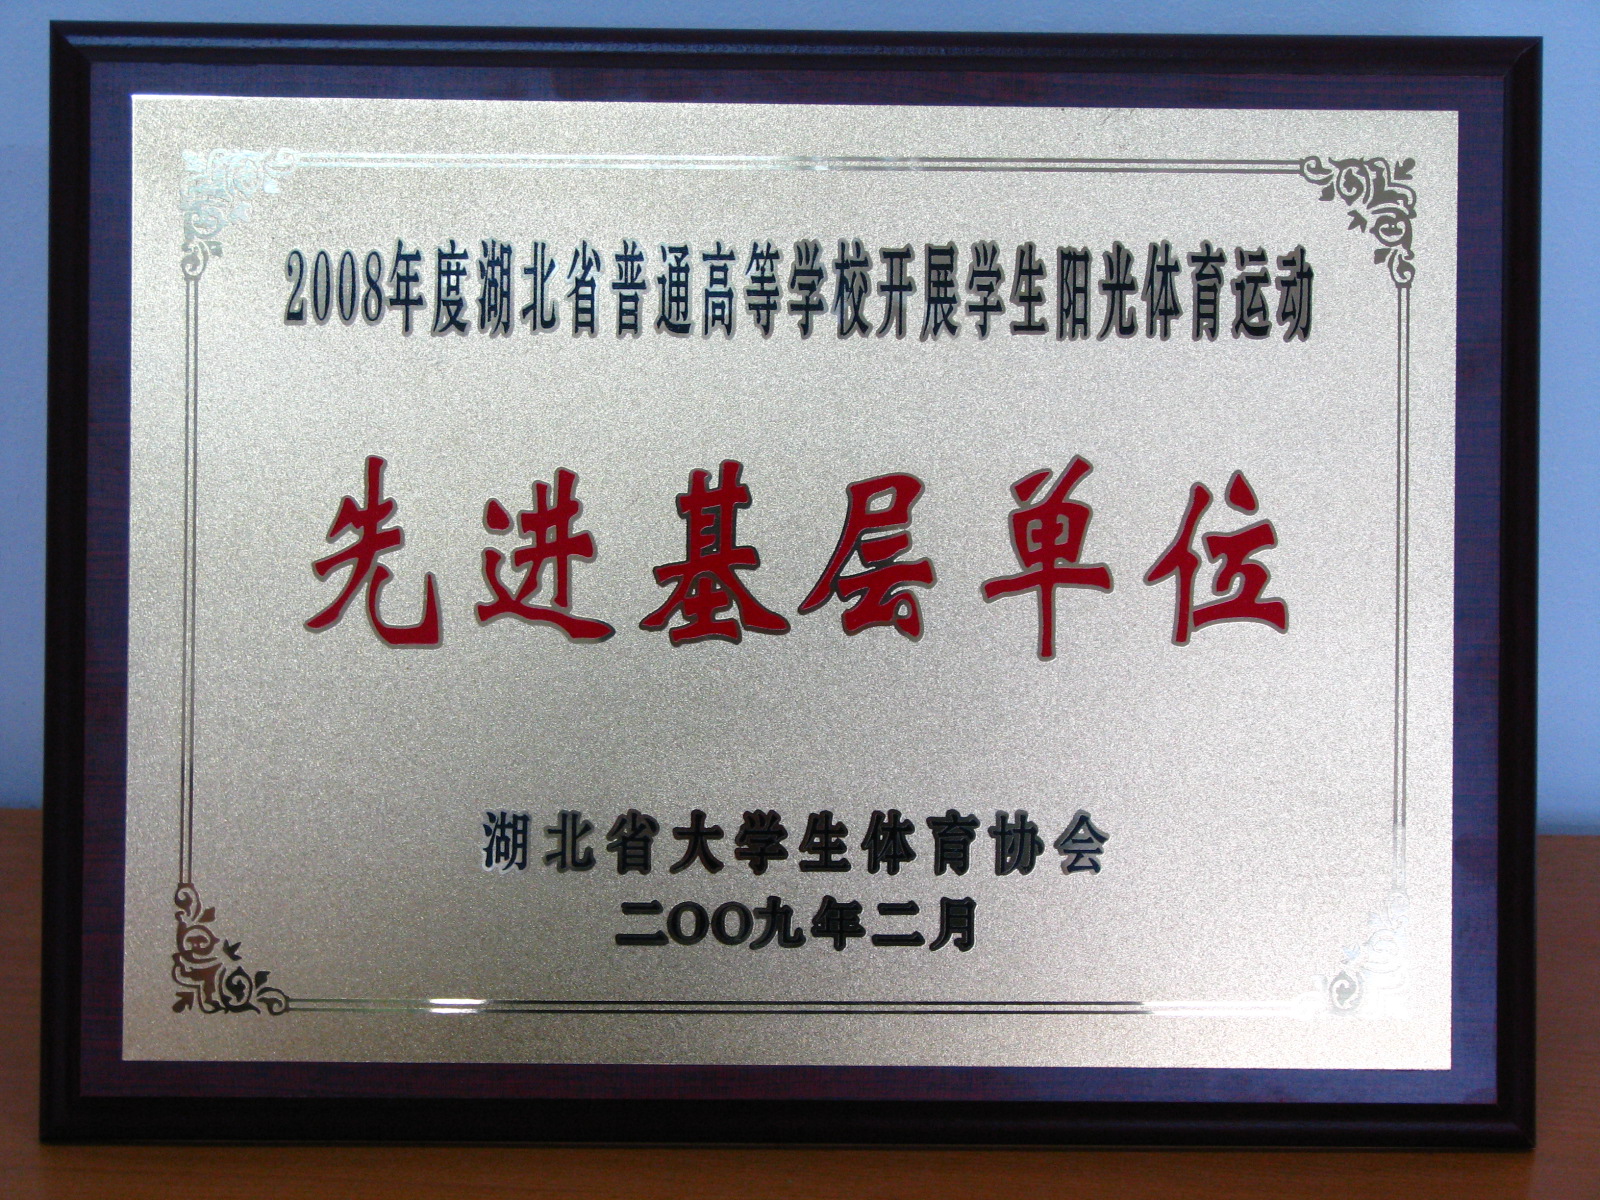 2008年度湖北省普通高等学校开展学生阳光体育运动
先进基层单位
湖北省大学生体育协会
二〇〇九年二月